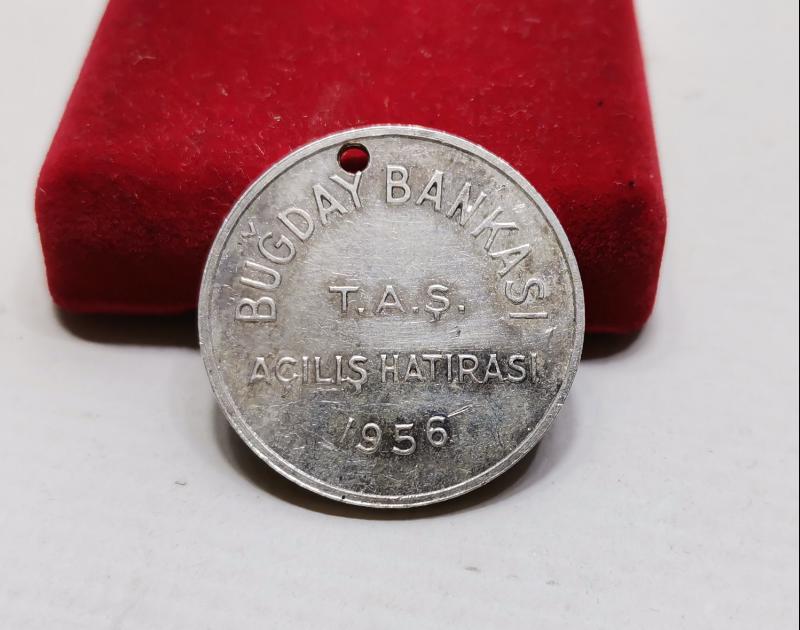 BUĞDAY BANKASI
T.A.Ş.
AÇILIŞ HATIRASI
1956